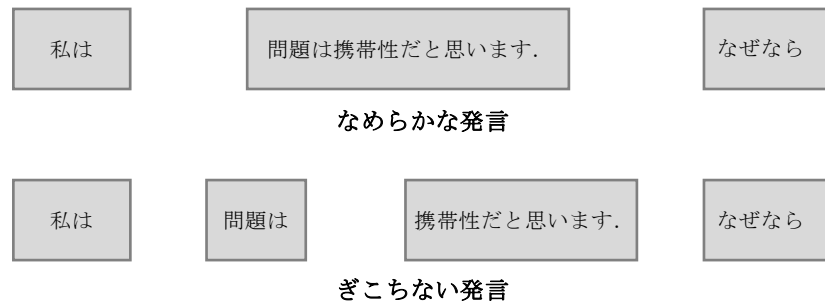 私は 問題は携帯性だと思います. なぜなら
なめらかな発言
私は 問題は 携帯性だと思います. なぜなら
ぎこちない発言